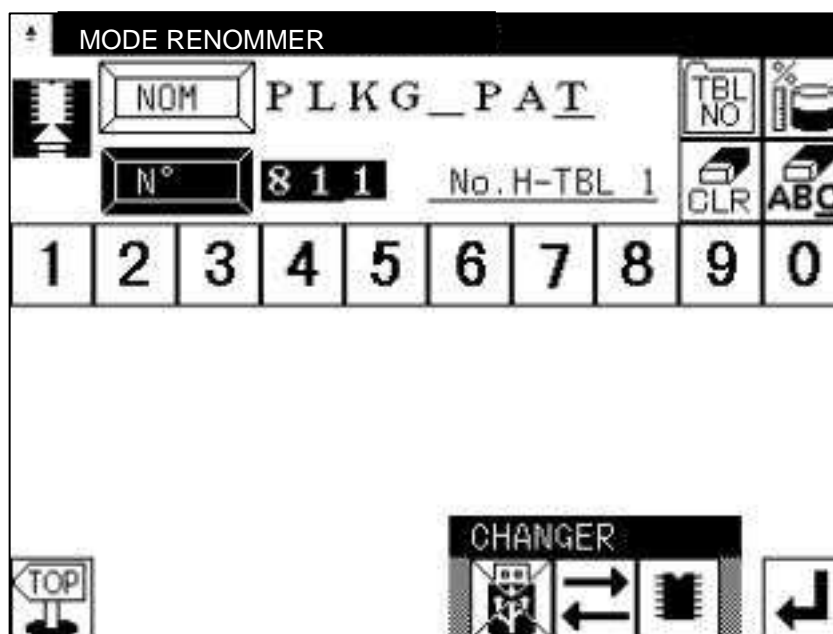 MODE RENOMMER
NOM PLKG_PAT TBL NO %
N° 811 No.H-TBL 1 CLR ABC
1 2 3 4 5 6 7 8 9 0
CHANGER
TOP